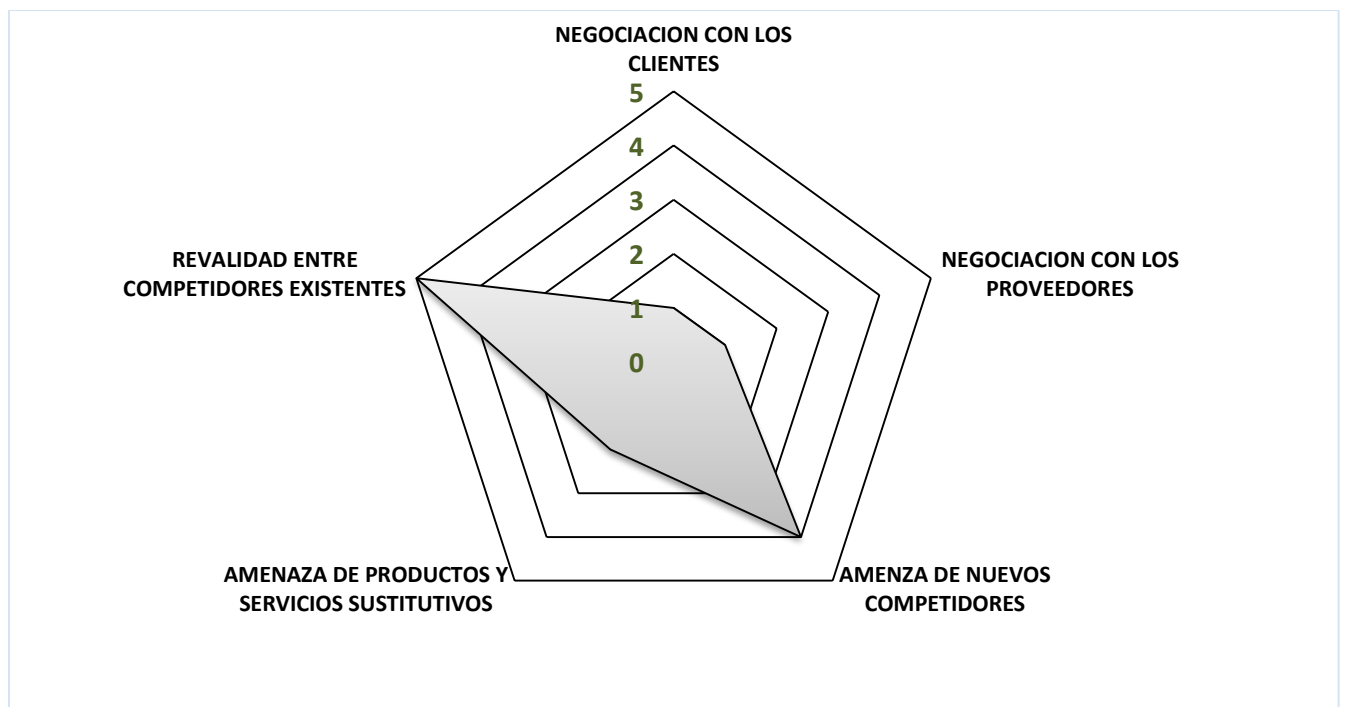 NEGOCIACION CON LOS
CLIENTES
5
4
3
2
1
0
REVALIDAD ENTRE
COMPETIDORES EXISTENTES
NEGOCIACION CON LOS
PROVEEDORES
AMENAZA DE PRODUCTOS Y
SERVICIOS SUSTITUTIVOS
AMENZA DE NUEVOS
COMPETIDORES